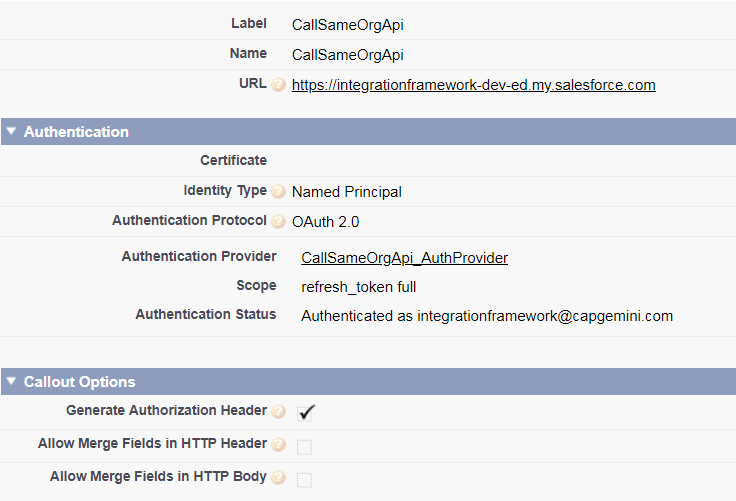 Label CallSameOrgApi
Name CallSameOrgApi
URL ? https://integrationframework-dev-ed.my.salesforce.com
Authentication
Certificate
Identity Type ? Named Principal
Authentication Protocol ? OAuth 2.0
Authentication Provider CallSameOrgApi_AuthProvider
Scope refresh_token full
Authentication Status Authenticated as integrationframework@capgemini.com
Callout Options
Generate Authorization Header ?
Allow Merge Fields in HTTP Header ?
Allow Merge Fields in HTTP Body ?